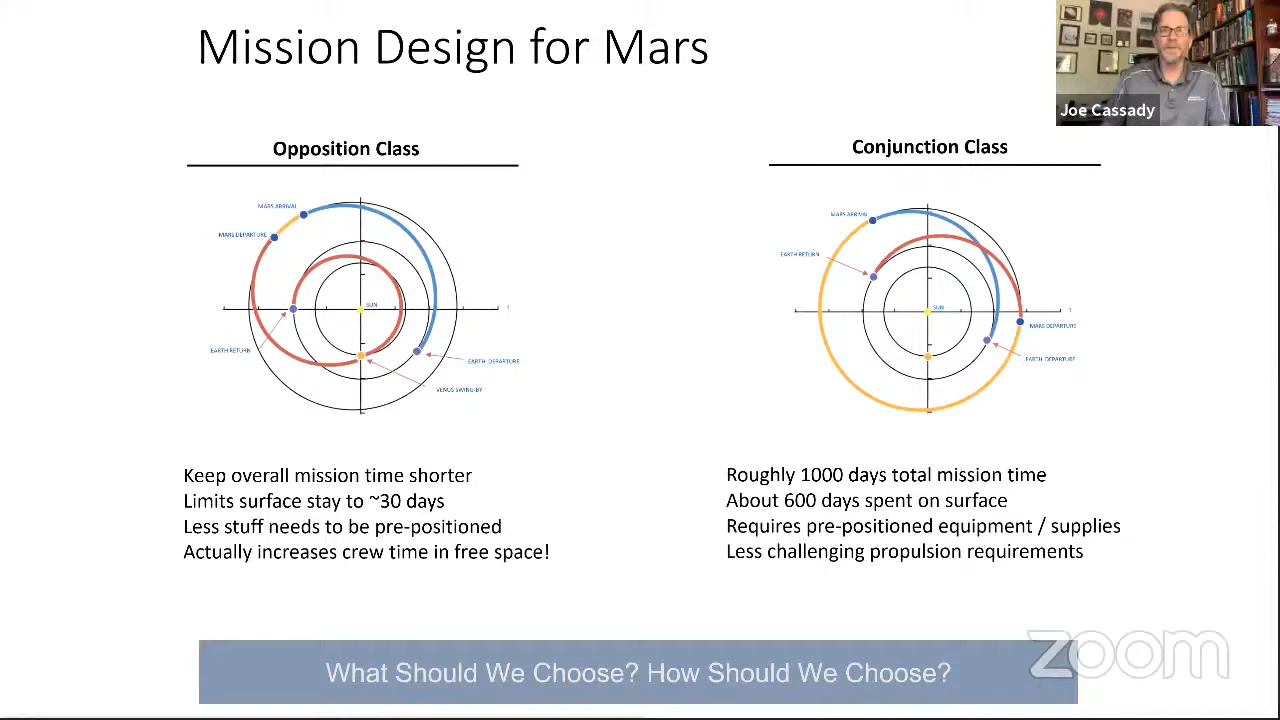 Mission Design for Mars
Joe Cassady
Opposition Class
MARS ARRIVAL
MARS DEPARTURE
SUN
EARTH RETURN
EARTH DEPARTURE
VENUS SWING-BY
Keep overall mission time shorter
Limits surface stay to ~30 days
Less stuff needs to be pre-positioned
Actually increases crew time in free space!
Conjunction Class
MARS ARRIVAL
EARTH RETURN
SUN
MARS DEPARTURE
EARTH DEPARTURE
Roughly 1000 days total mission time
About 600 days spent on surface
Requires pre-positioned equipment / supplies
Less challenging propulsion requirements
What Should We Choose? How Should We Choose?
zoom